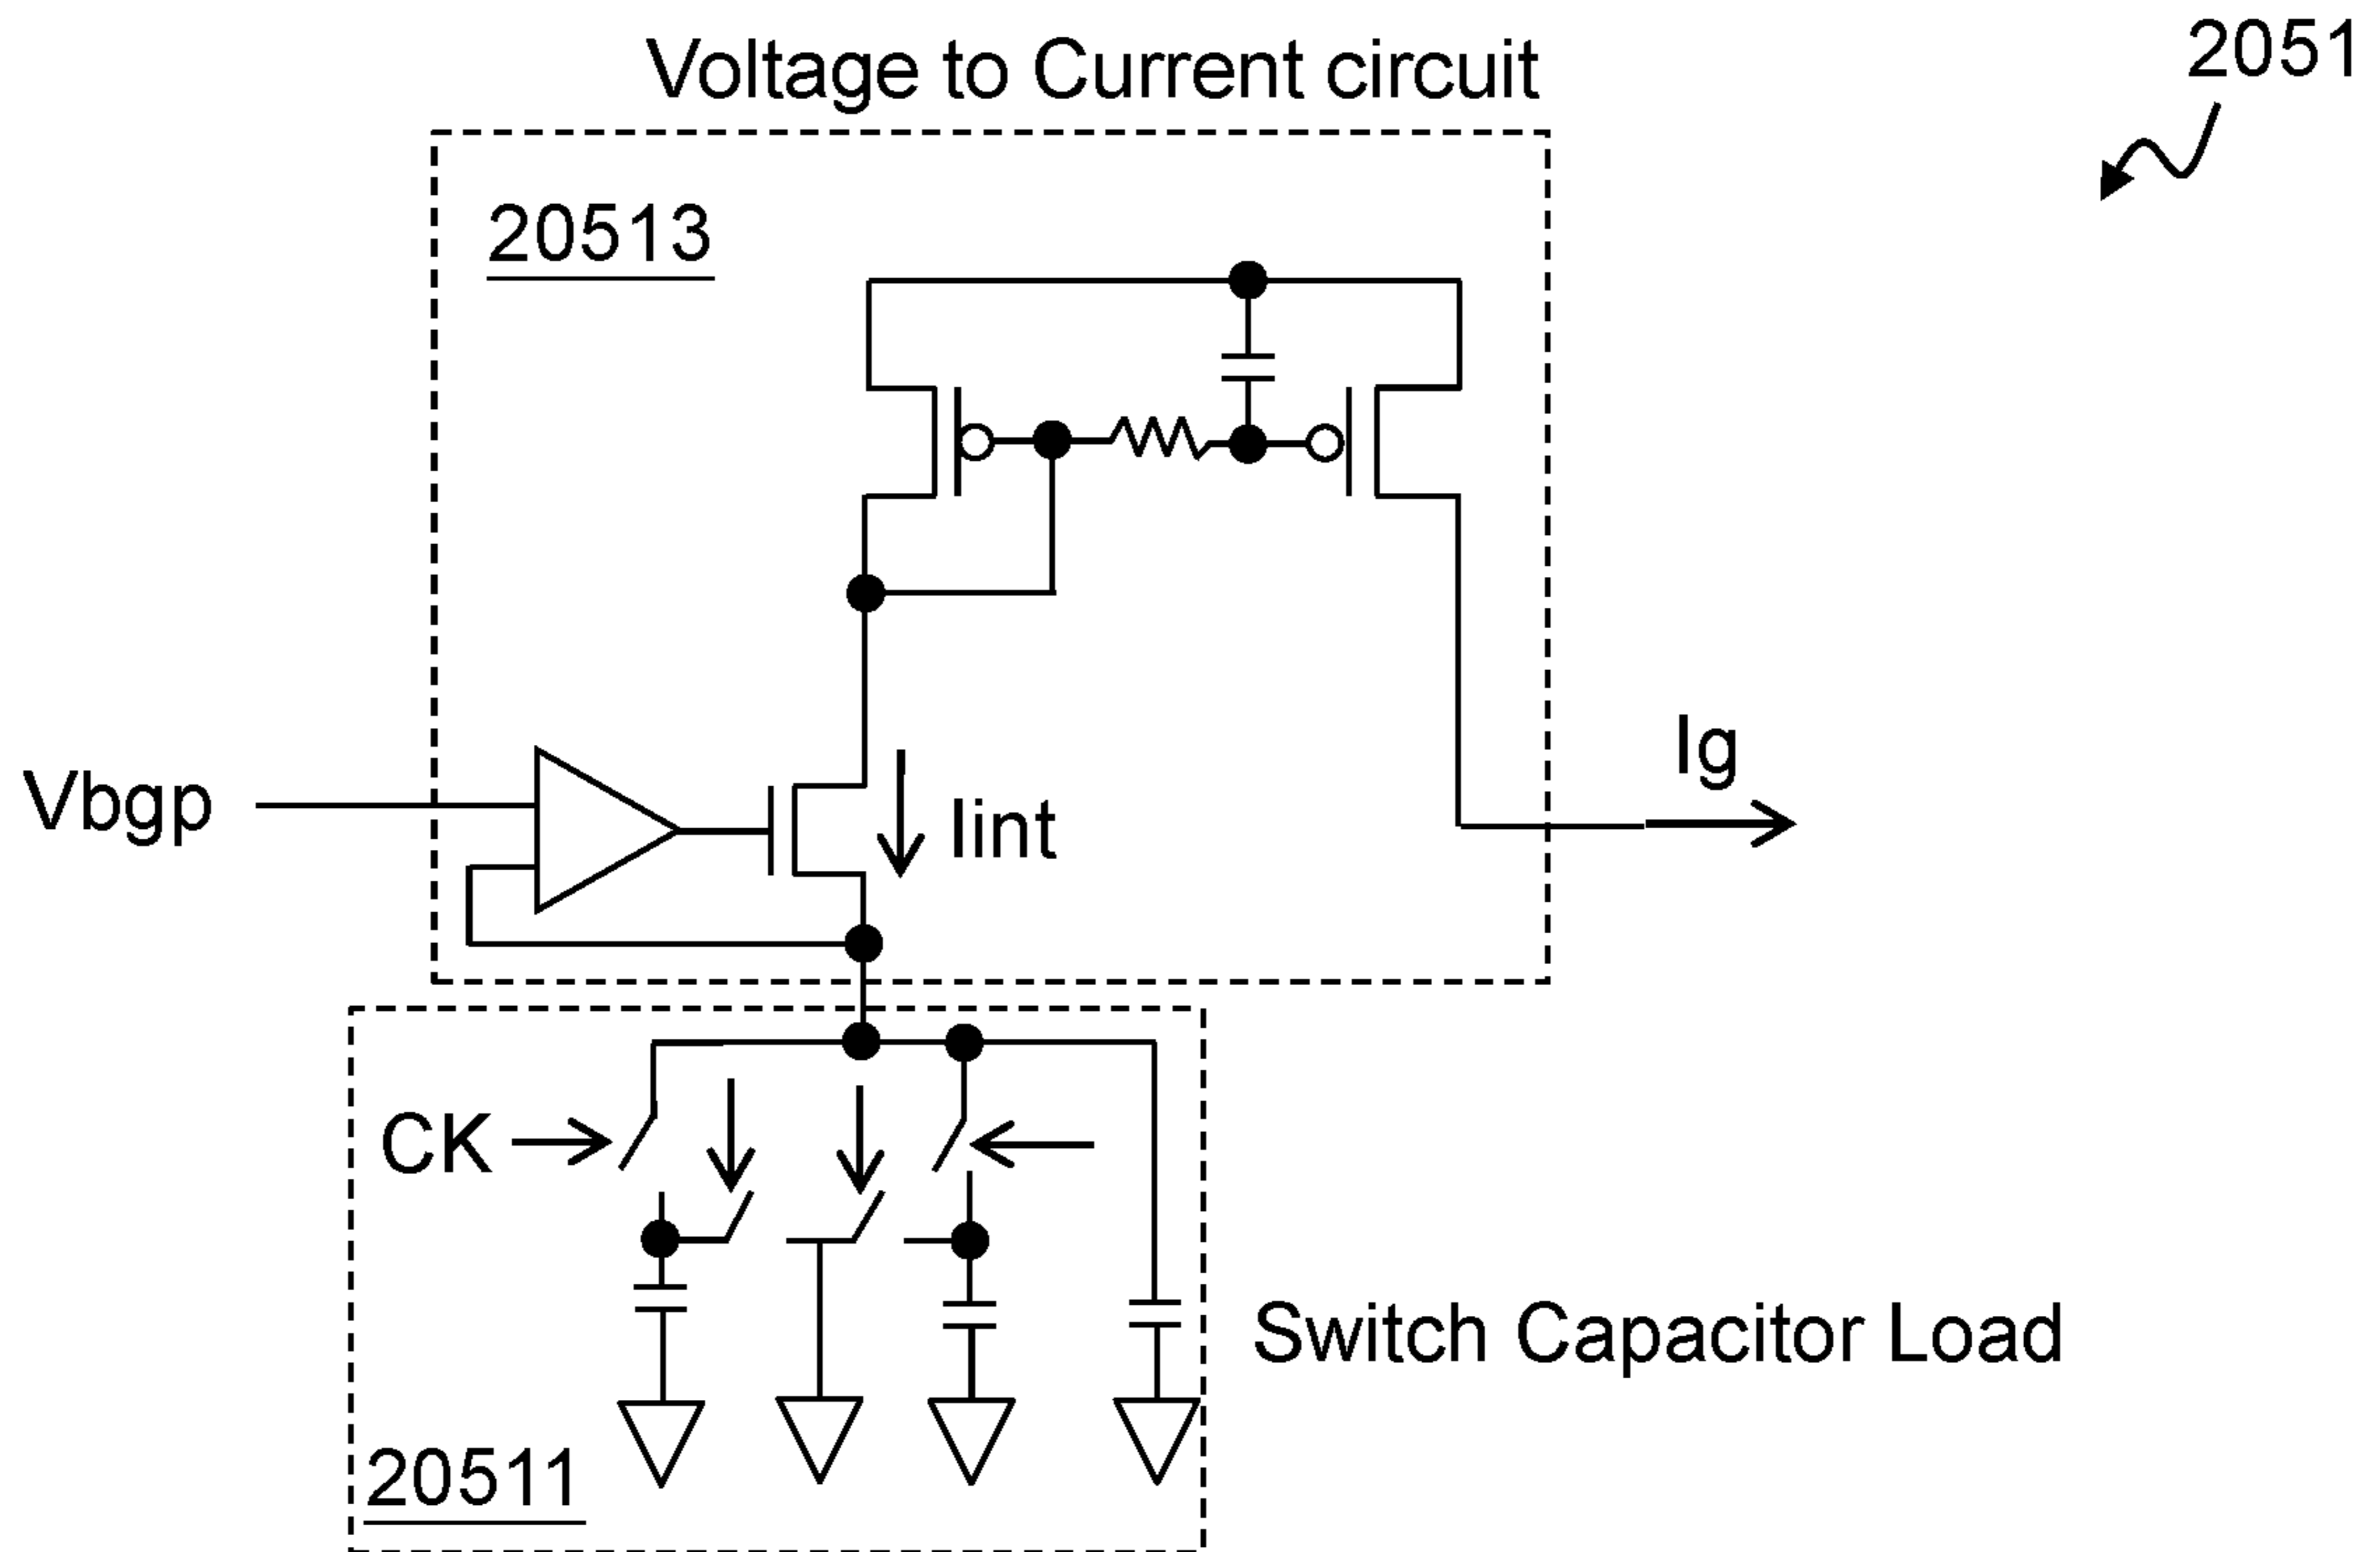 2051
Voltage to Current circuit
20513
Ig
Vbgp
Iint
CK
Switch Capacitor Load
20511